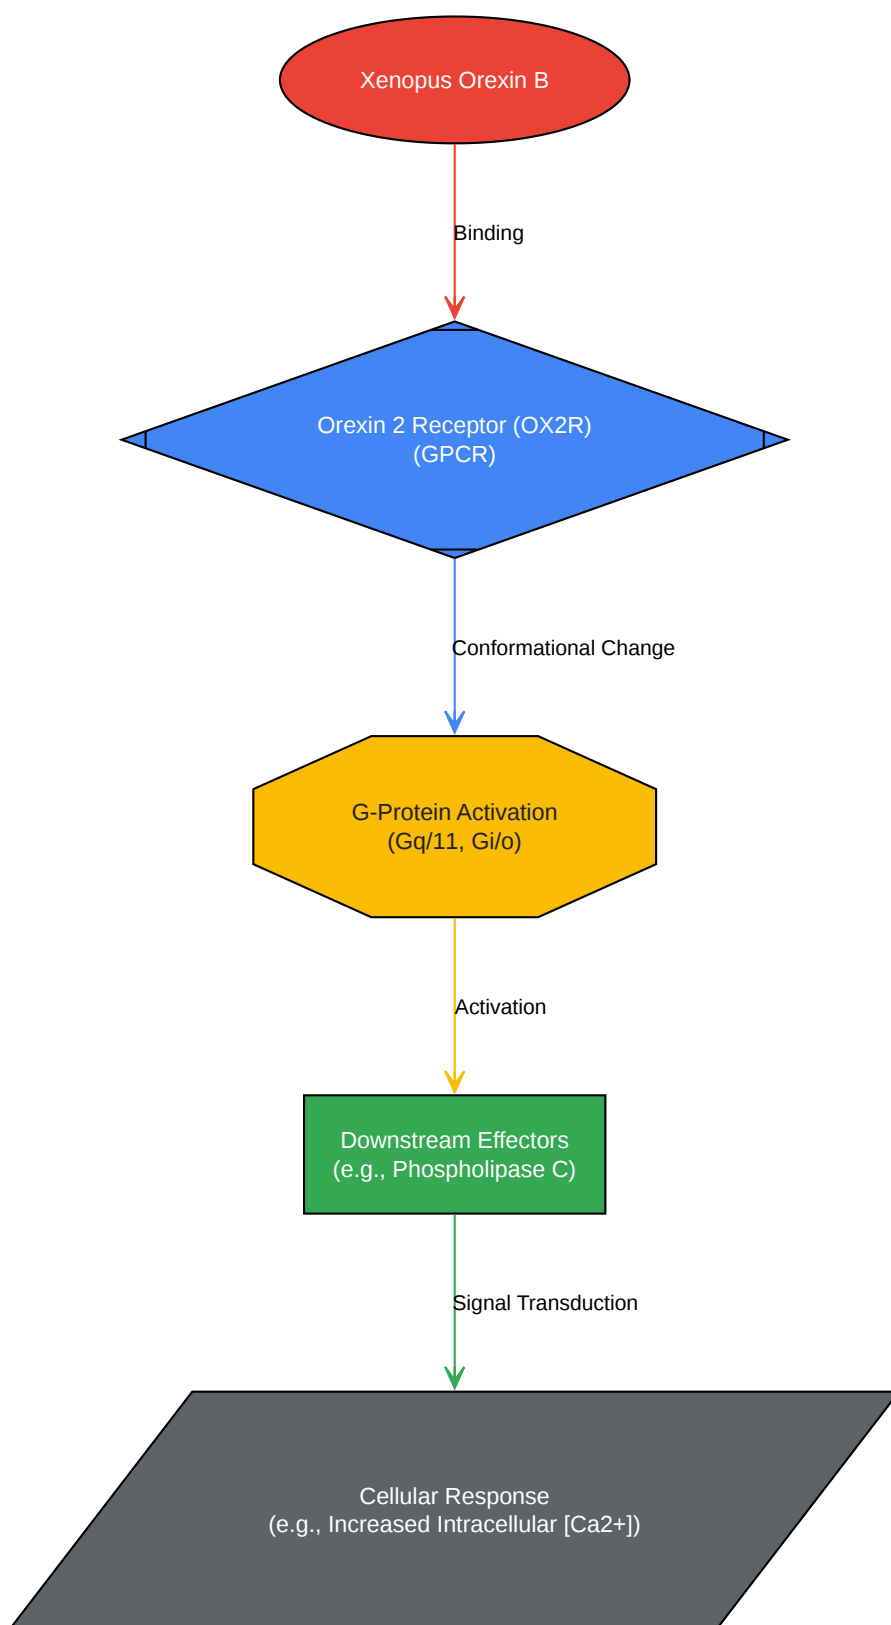 Xenopus Orexin B
Binding
Orexin 2 Receptor (OX2R)
(GPCR)
Conformational Change
G-Protein Activation
(Gq/11, Gi/o)
Activation
Downstream Effectors
(e.g., Phospholipase C)
Signal Transduction
Cellular Response
(e.g., Increased Intracellular [Ca2+])